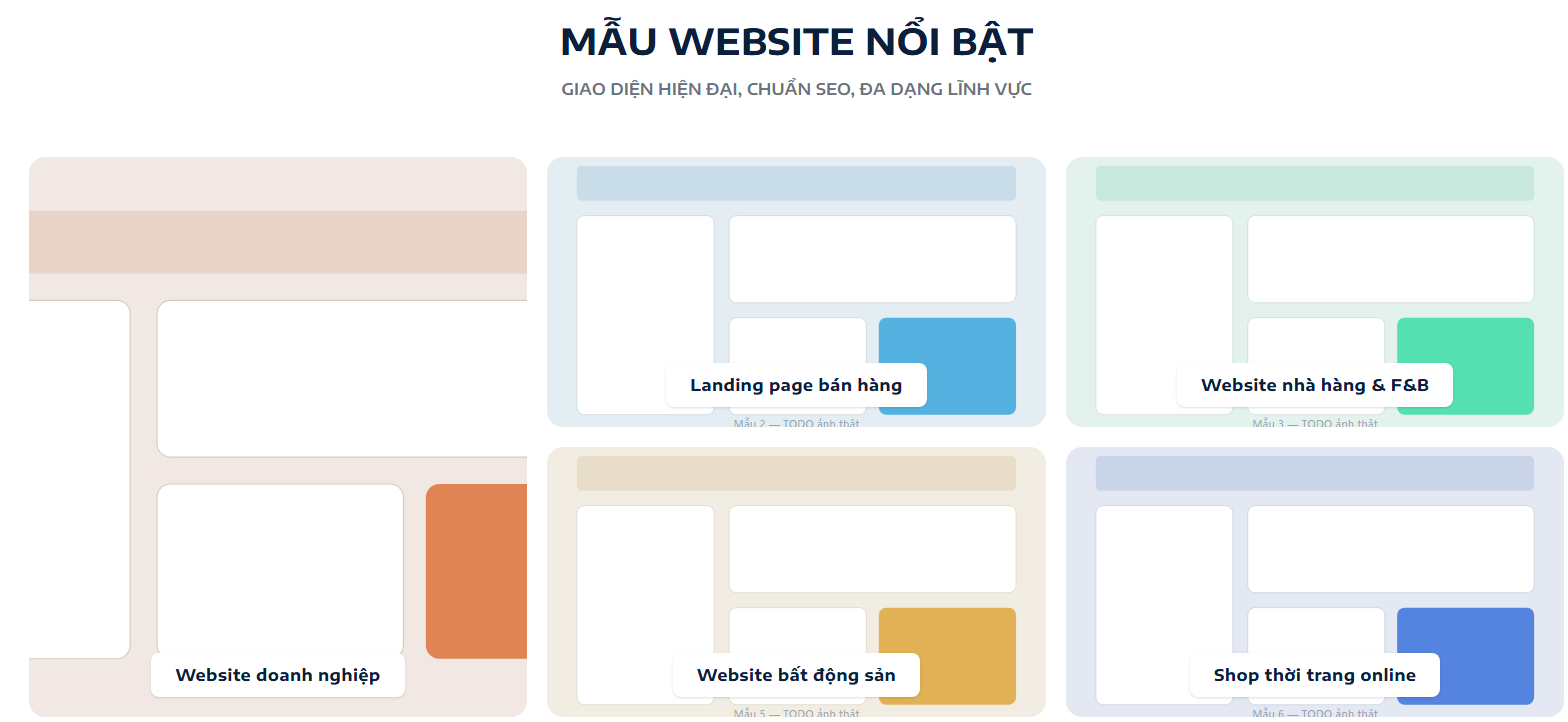 MẪU WEBSITE NỔI BẬT
GIAO DIỆN HIỆN ĐẠI, CHUẨN SEO, ĐA DẠNG LĨNH VỰC
Landing page bán hàng
Mẫu 2 — TODO ảnh thật
Website nhà hàng & F&B
Mẫu 3 — TODO ảnh thật
Website doanh nghiệp
Website bất động sản
Mẫu 5 — TODO ảnh thật
Shop thời trang online
Mẫu 6 — TODO ảnh thật